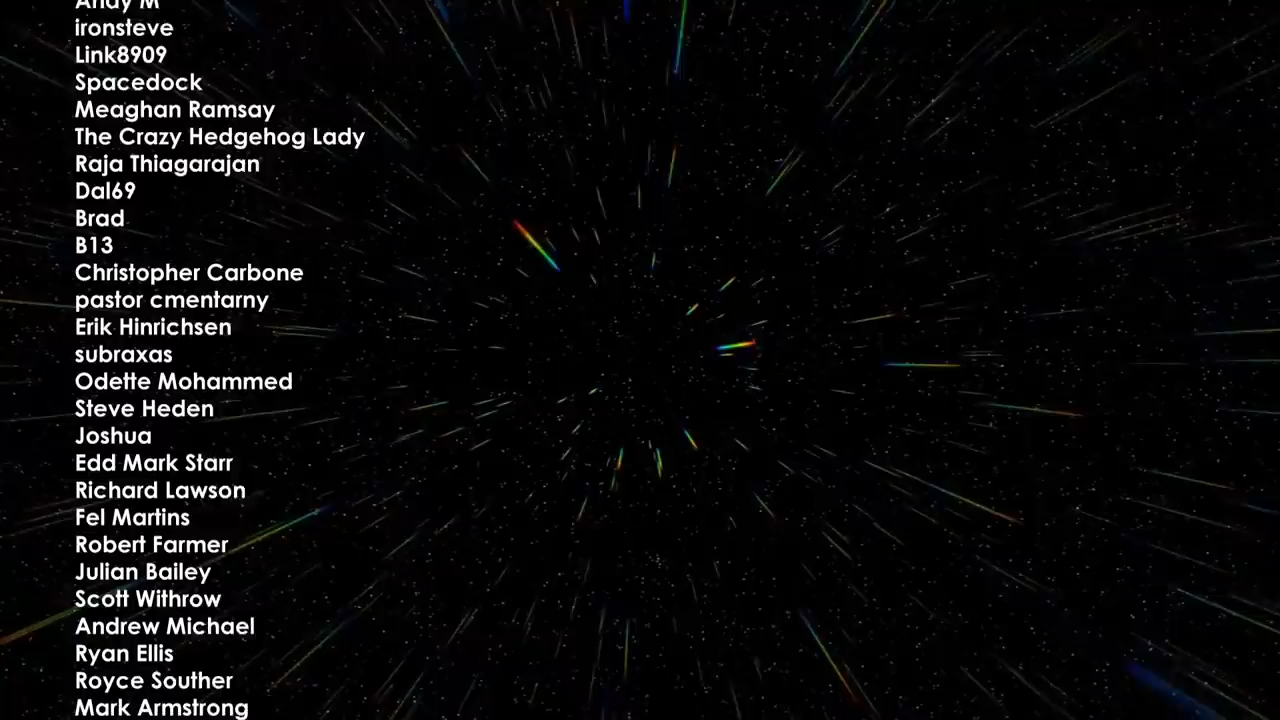 Andy M
ironsteve
Link8909
Spacedock
Meaghan Ramsay
The Crazy Hedgehog Lady
Raja Thiagarajan
Dal69
Brad
B13
Christopher Carbone
pastor cmentarny
Erik Hinrichsen
subraxas
Odette Mohammed
Steve Heden
Joshua
Edd Mark Starr
Richard Lawson
Fel Martins
Robert Farmer
Julian Bailey
Scott Withrow
Andrew Michael
Ryan Ellis
Royce Souther
Mark Armstrong